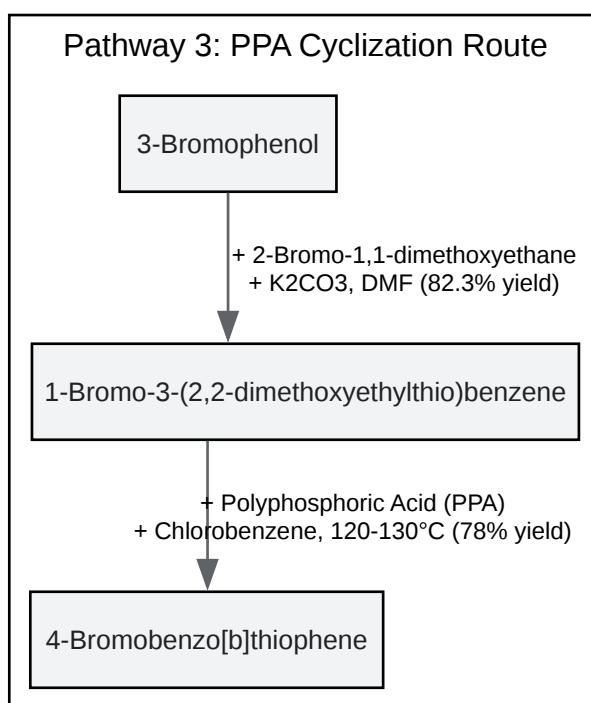 Pathway 3: PPA Cyclization Route
3-Bromophenol
+ 2-Bromo-1,1-dimethoxyethane
+ K2CO3, DMF (82.3% yield)
1-Bromo-3-(2,2-dimethoxyethylthio)benzene
+ Polyphosphoric Acid (PPA)
+ Chlorobenzene, 120-130°C (78% yield)
4-Bromobenzo[b]thiophene